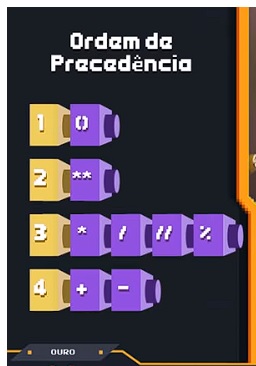 Ordem de
Precedência
1 ()
2 **
3 * / // %
4 + -
OURO